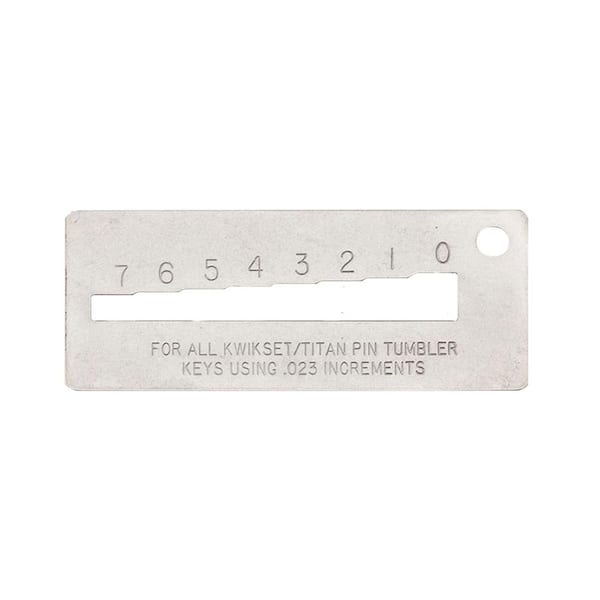 7 6 5 4 3 2 1 0
FOR ALL KWIKSET/TITAN PIN TUMBLER
KEYS USING .023 INCREMENTS